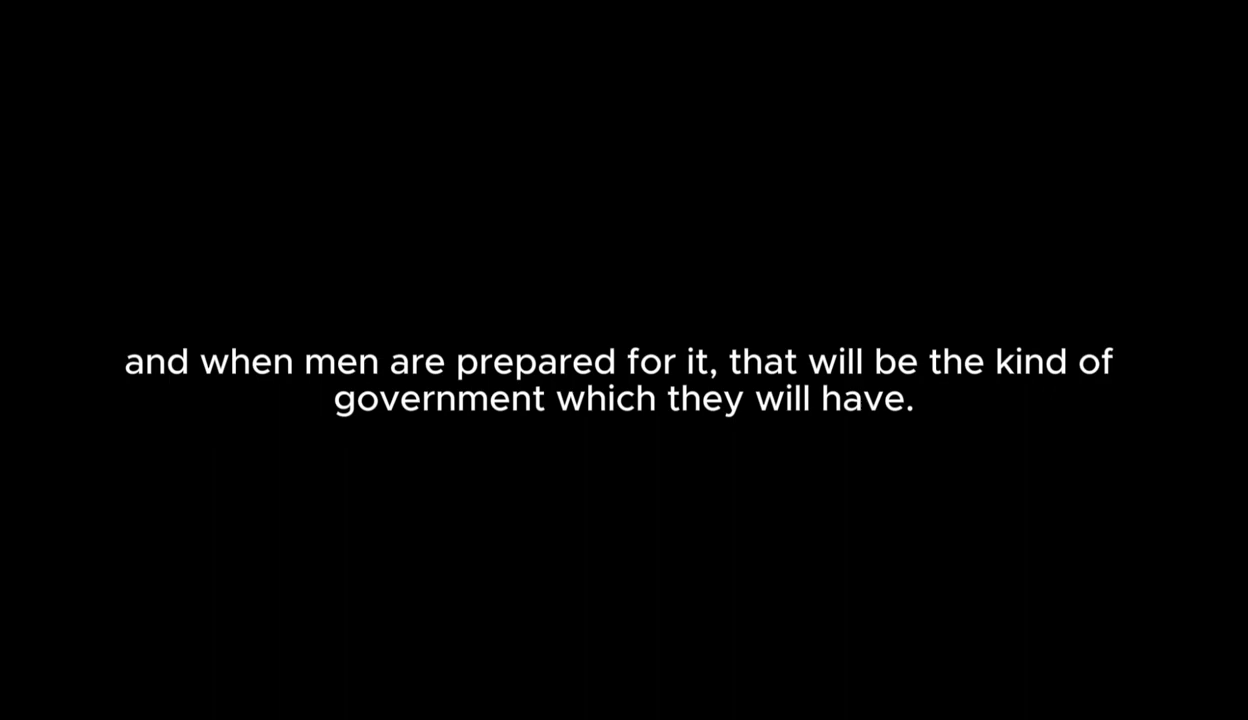 and when men are prepared for it, that will be the kind of
government which they will have.